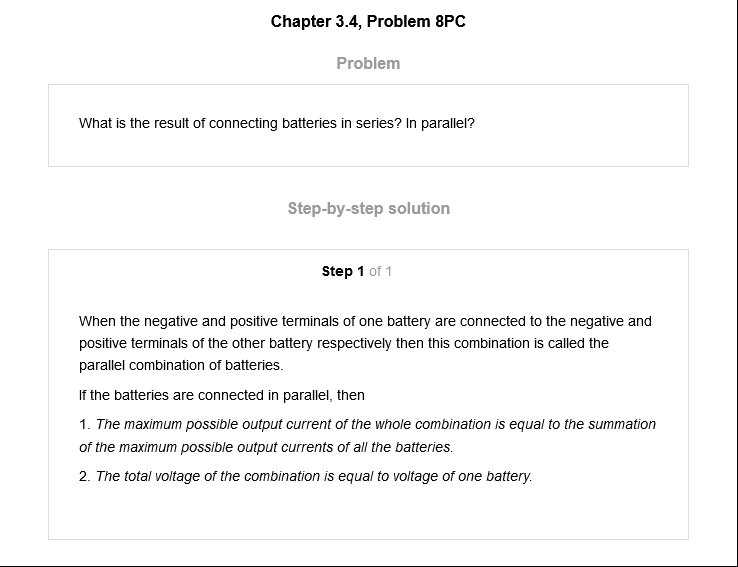 Chapter 3.4, Problem 8PC
Problem
What is the result of connecting batteries in series? In parallel?
Step-by-step solution
Step 1 of 1
When the negative and positive terminals of one battery are connected to the negative and
positive terminals of the other battery respectively then this combination is called the
parallel combination of batteries.
If the batteries are connected in parallel, then
1. The maximum possible output current of the whole combination is equal to the summation
of the maximum possible output currents of all the batteries.
2. The total voltage of the combination is equal to voltage of one battery.